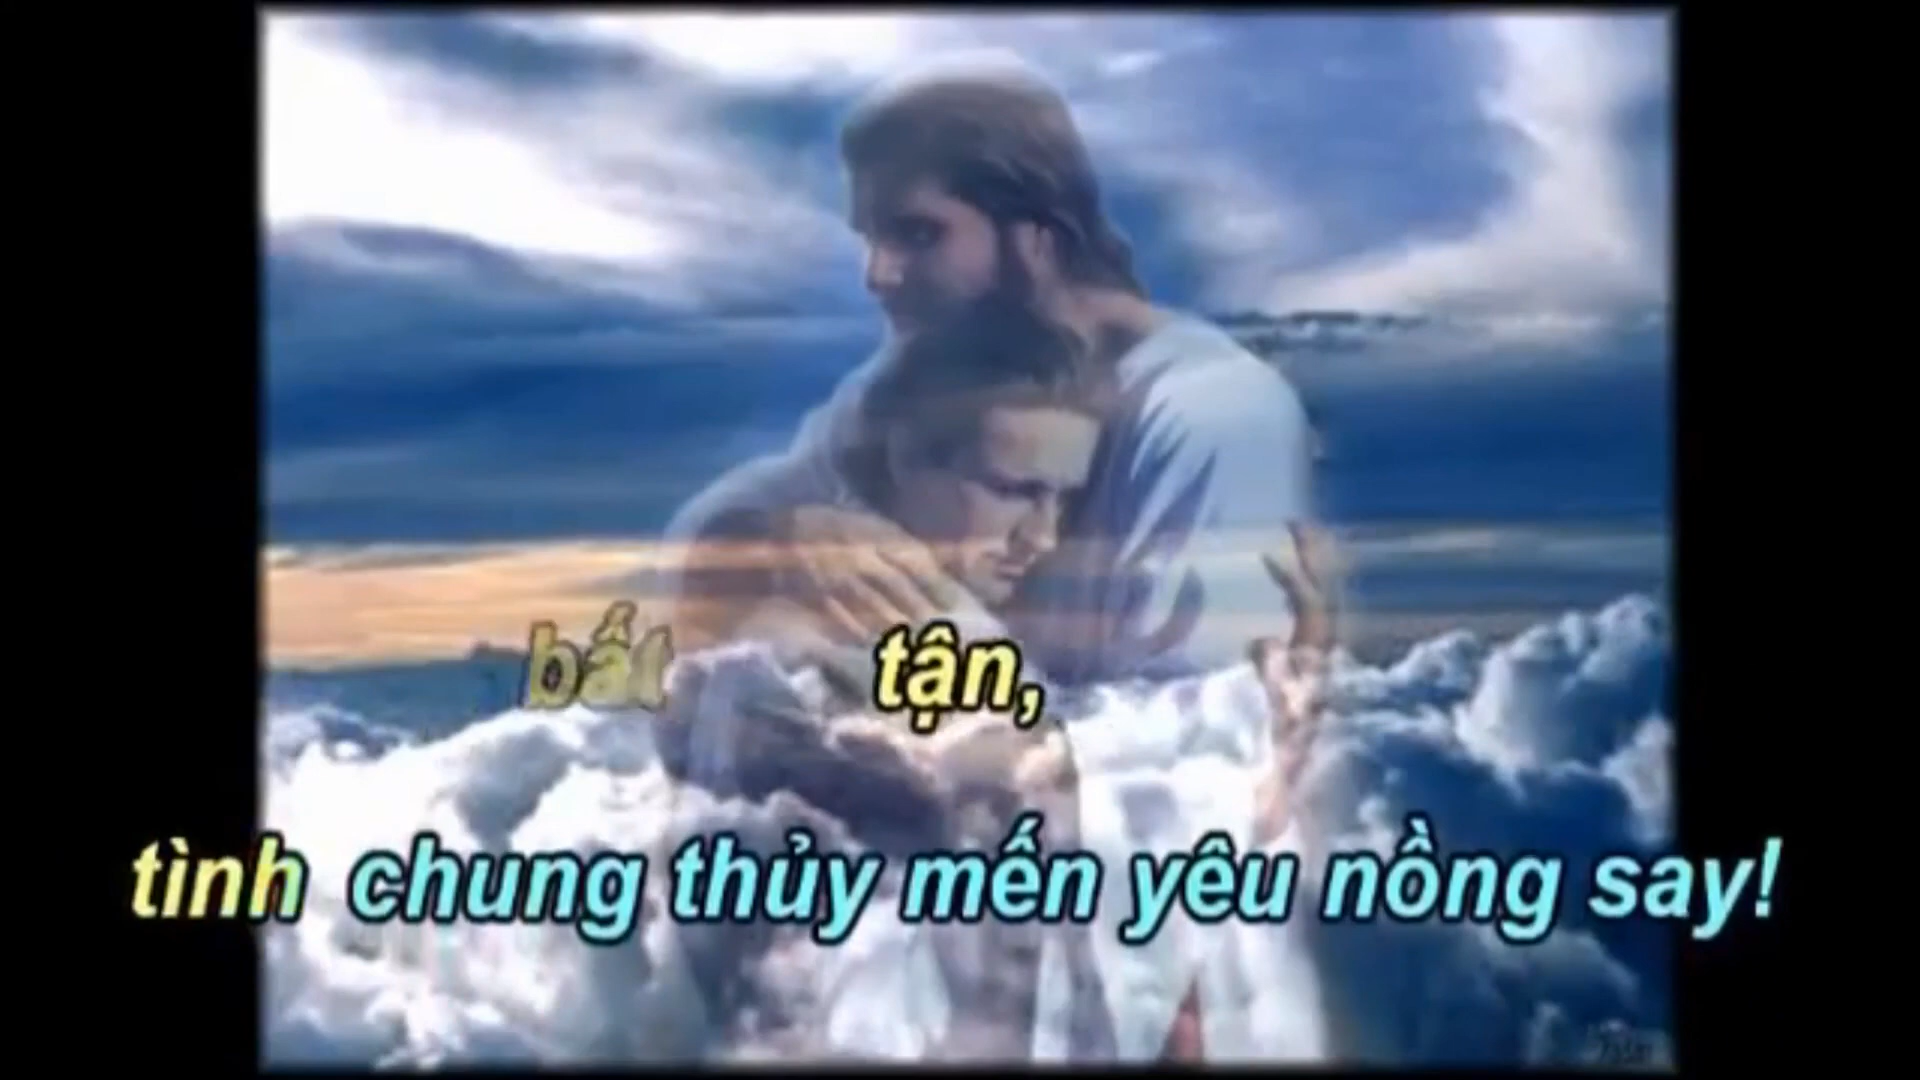 bất tận,
tình chung thủy mến yêu nồng say!